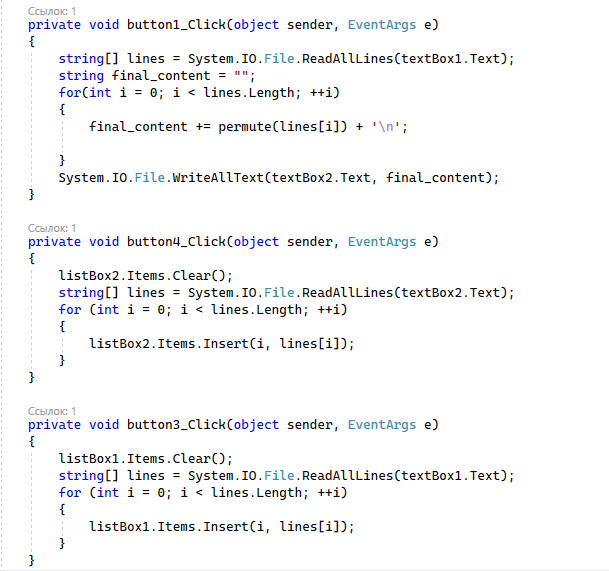 Ссылок: 1
private void button1_Click(object sender, EventArgs e)
{
    string[] lines = System.IO.File.ReadAllLines(textBox1.Text);
    string final_content = "";
    for(int i = 0; i < lines.Length; ++i)
    {
        final_content += permute(lines[i]) + '\n';
    }
    System.IO.File.WriteAllText(textBox2.Text, final_content);
}
Ссылок: 1
private void button4_Click(object sender, EventArgs e)
{
    listBox2.Items.Clear();
    string[] lines = System.IO.File.ReadAllLines(textBox2.Text);
    for (int i = 0; i < lines.Length; ++i)
    {
        listBox2.Items.Insert(i, lines[i]);
    }
}
Ссылок: 1
private void button3_Click(object sender, EventArgs e)
{
    listBox1.Items.Clear();
    string[] lines = System.IO.File.ReadAllLines(textBox1.Text);
    for (int i = 0; i < lines.Length; ++i)
    {
        listBox1.Items.Insert(i, lines[i]);
    }
}